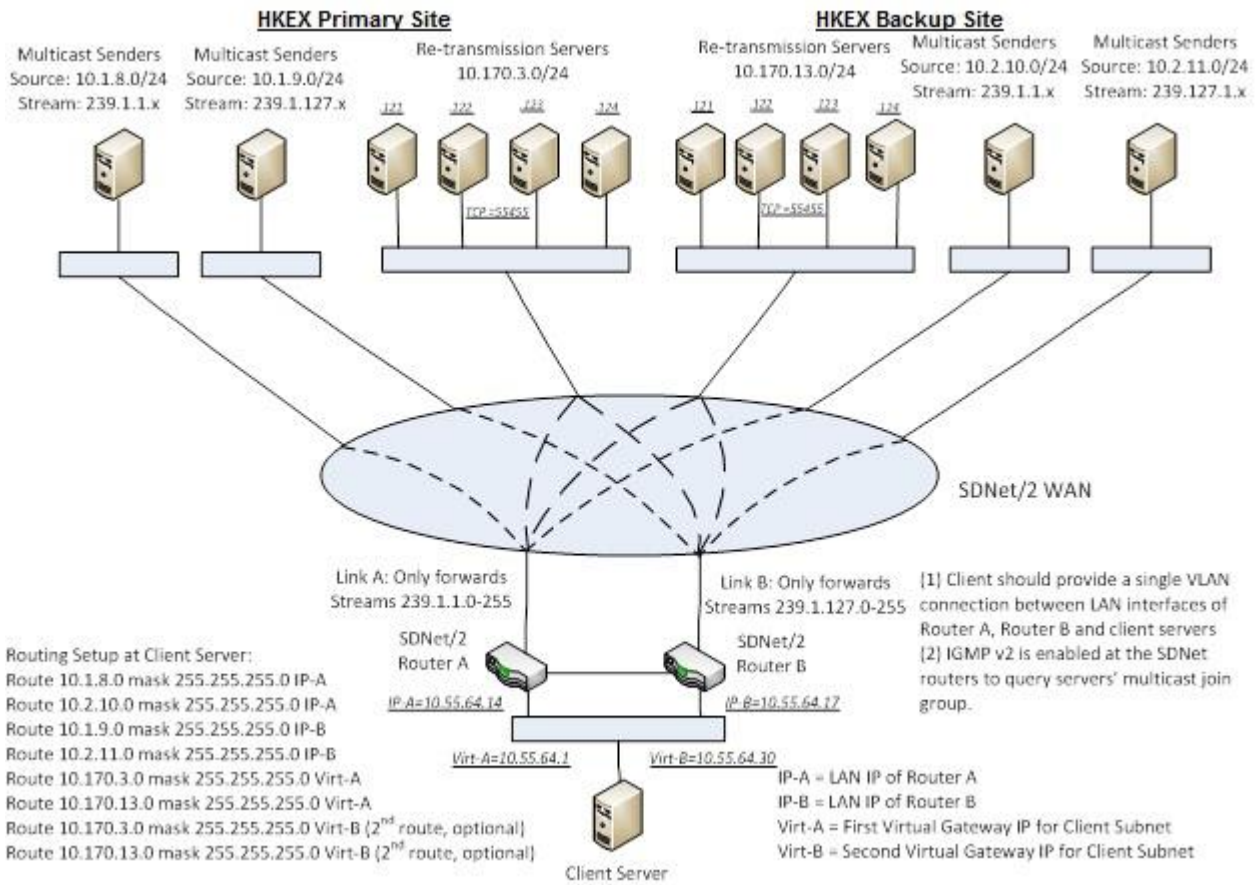 HKEX Primary Site
HKEX Backup Site
Multicast Senders
Source: 10.1.8.0/24
Stream: 239.1.1.x
Multicast Senders
Source: 10.1.9.0/24
Stream: 239.1.127.x
Re-transmission Servers
10.170.3.0/24
Re-transmission Servers
10.170.13.0/24
Multicast Senders
Source: 10.2.10.0/24
Stream: 239.1.1.x
Multicast Senders
Source: 10.2.11.0/24
Stream: 239.127.1.x
.121
.122
.123
.124
.121
.122
.123
.124
TCP =55455
TCP =55455
SDNet/2 WAN
Link A: Only forwards
Streams 239.1.1.0-255
Link B: Only forwards
Streams 239.1.127.0-255
SDNet/2
Router A
SDNet/2
Router B
IP-A=10.55.64.14
IP-B=10.55.64.17
Virt-A=10.55.64.1
Virt-B=10.55.64.30
Client Server
(1) Client should provide a single VLAN
connection between LAN interfaces of
Router A, Router B and client servers
(2) IGMP v2 is enabled at the SDNet
routers to query servers' multicast join
group.
Routing Setup at Client Server:
Route 10.1.8.0 mask 255.255.255.0 IP-A
Route 10.2.10.0 mask 255.255.255.0 IP-A
Route 10.1.9.0 mask 255.255.255.0 IP-B
Route 10.2.11.0 mask 255.255.255.0 IP-B
Route 10.170.3.0 mask 255.255.255.0 Virt-A
Route 10.170.13.0 mask 255.255.255.0 Virt-A
Route 10.170.3.0 mask 255.255.255.0 Virt-B (2nd route, optional)
Route 10.170.13.0 mask 255.255.255.0 Virt-B (2nd route, optional)
IP-A = LAN IP of Router A
IP-B = LAN IP of Router B
Virt-A = First Virtual Gateway IP for Client Subnet
Virt-B = Second Virtual Gateway IP for Client Subnet